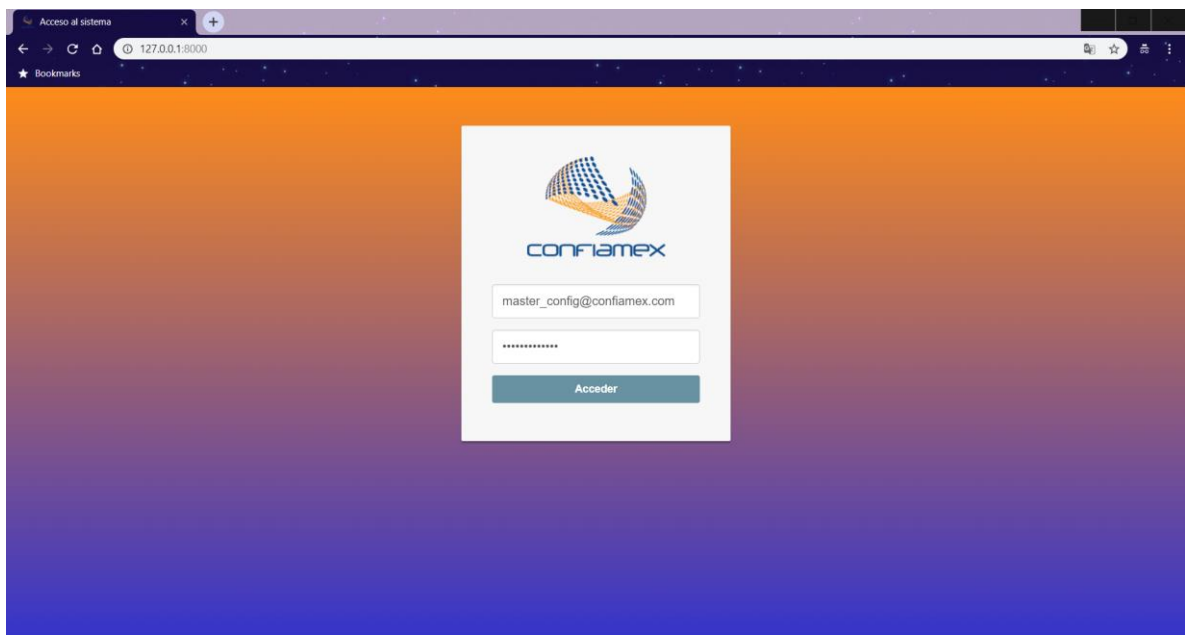 Acceso al sistema
127.0.0.1:8000
Bookmarks
CONFIAMEX
master_config@confiamex.com
•••••••••••••
Acceder